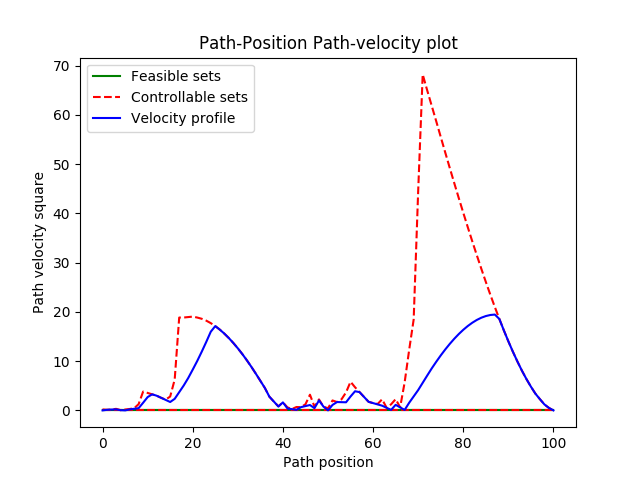 Path-Position Path-velocity plot
Feasible sets
Controllable sets
Velocity profile
70
60
50
40
30
20
10
0
Path velocity square
0 20 40 60 80 100
Path position